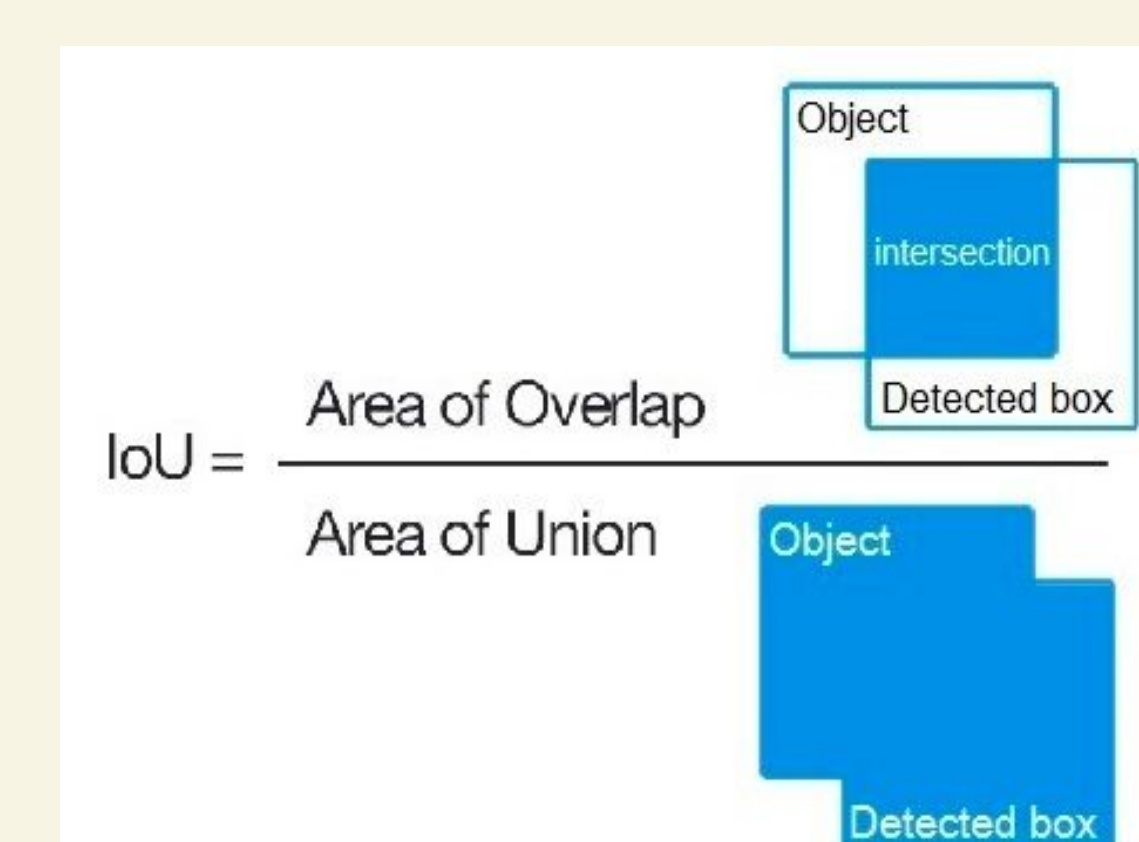 Object
intersection
Detected box
Area of Overlap
IoU =
Area of Union
Object
Detected box